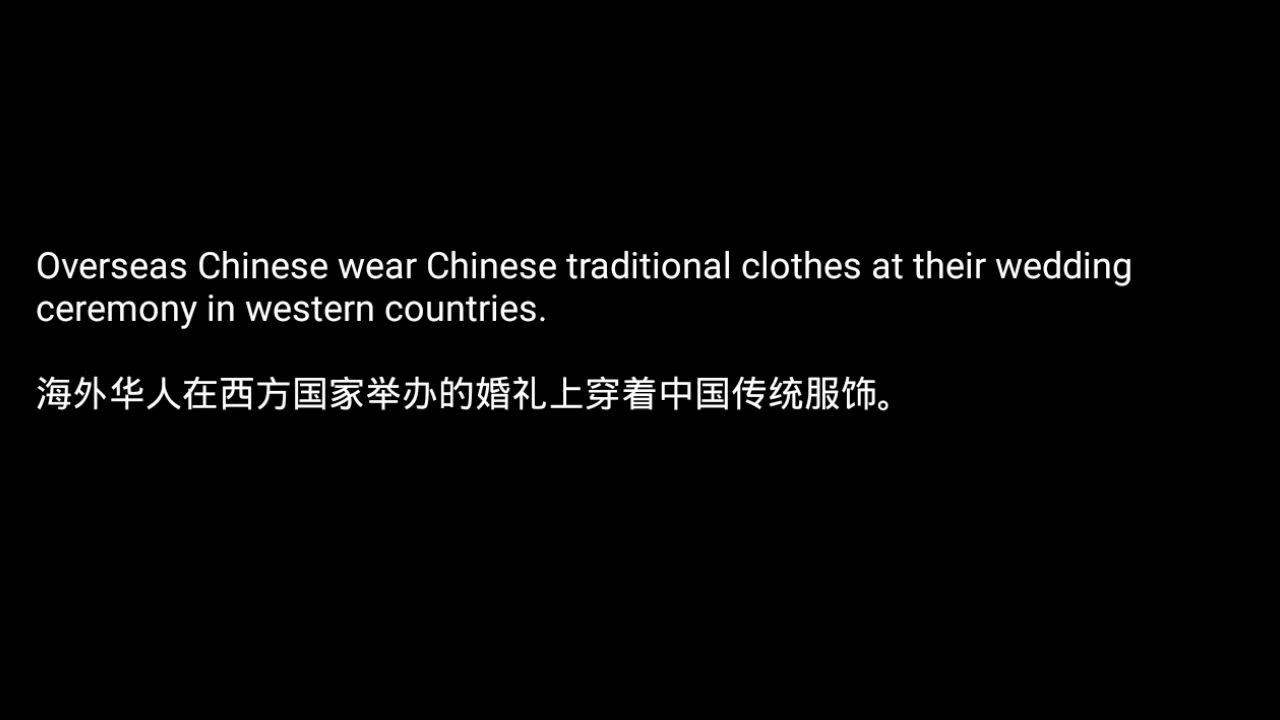 Overseas Chinese wear Chinese traditional clothes at their wedding
ceremony in western countries.
海外华人在西方国家举办的婚礼上穿着中国传统服饰。